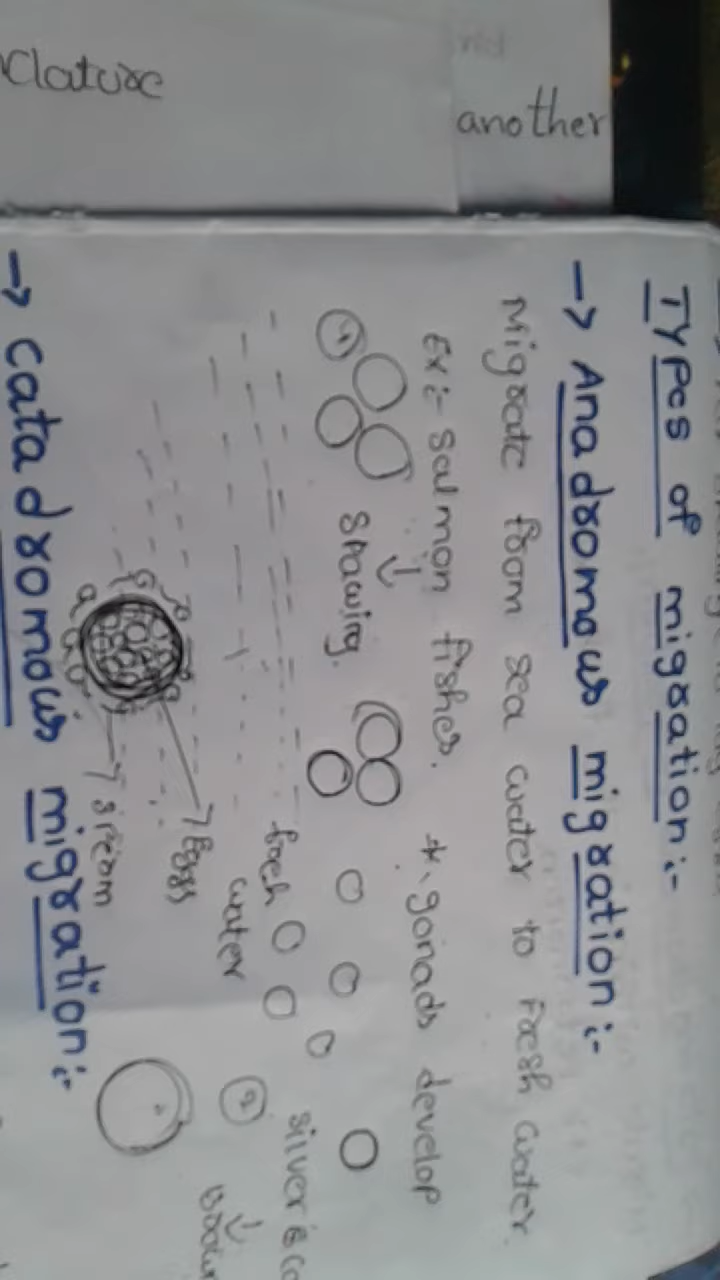 clature
another
Types of migration :-
→ Anadromous migration :-
Migrate from sea water to Fresh water.
Ex :- Salmon fishes. * gonads develop
↓
Spawing.
1
silver
fresh
water
2
↓
Eggs
sperm
→ catadromous migration :-